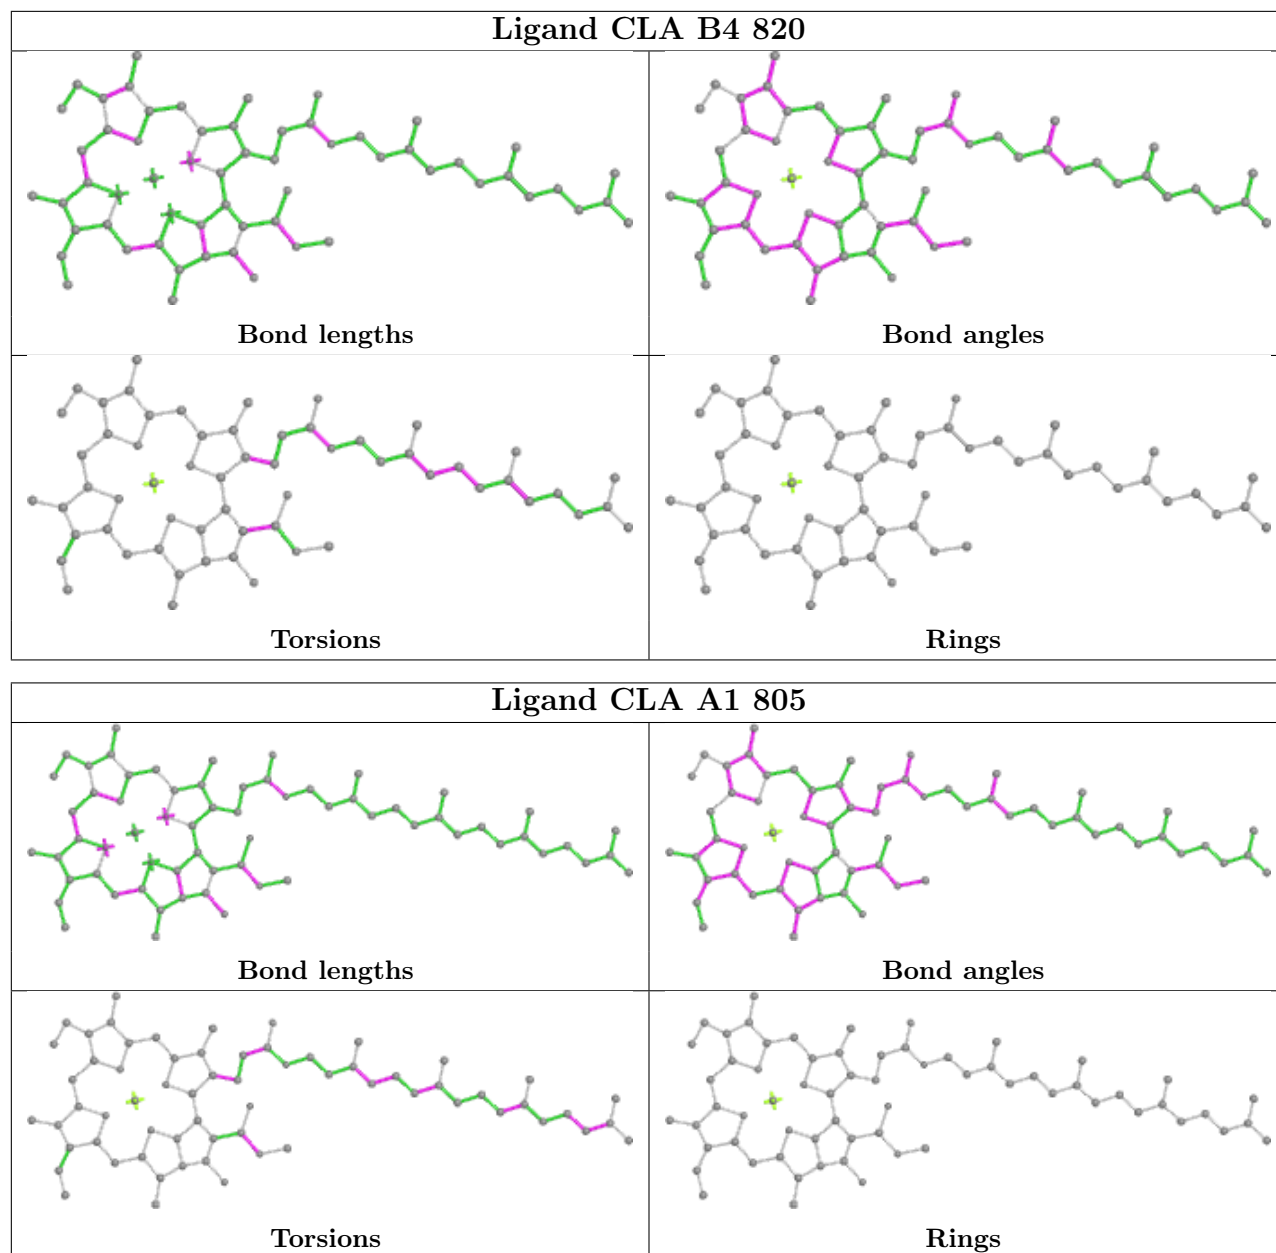 Ligand CLA B4 820
Bond lengths
Bond angles
Torsions
Rings
Ligand CLA A1 805
Bond lengths
Bond angles
Torsions
Rings